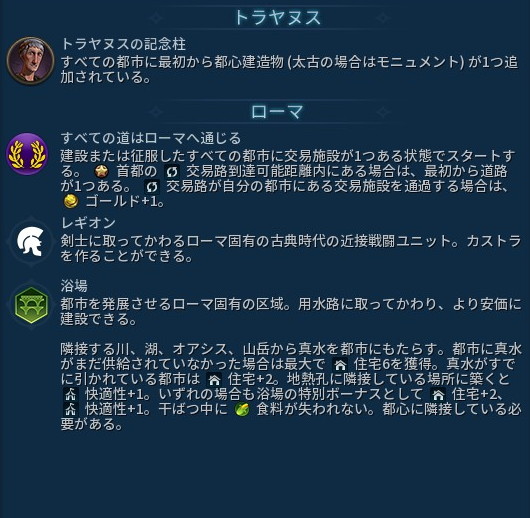 トラヤヌス
トラヤヌスの記念柱
すべての都市に最初から都心建造物 (太古の場合はモニュメント) が1つ追
加されている。
ローマ
すべての道はローマへ通じる
建設または征服したすべての都市に交易施設が1つある状態でスタートす
る。 首都の 交易路到達可能距離内にある場合は、最初から道路
が1つある。 交易路が自分の都市にある交易施設を通過する場合は、
ゴールド+1。
レギオン
剣士に取ってかわるローマ固有の古典時代の近接戦闘ユニット。カストラ
を作ることができる。
浴場
都市を発展させるローマ固有の区域。用水路に取ってかわり、より安価に
建設できる。
隣接する川、湖、オアシス、山岳から真水を都市にもたらす。都市に真水
がまだ供給されていなかった場合は最大で 住宅6を獲得。真水がすで
に引かれている都市は 住宅+2。地熱孔に隣接している場所に築くと
快適性+1。いずれの場合も浴場の特別ボーナスとして 住宅+2、
快適性+1。干ばつ中に 食料が失われない。都心に隣接している必
要がある。